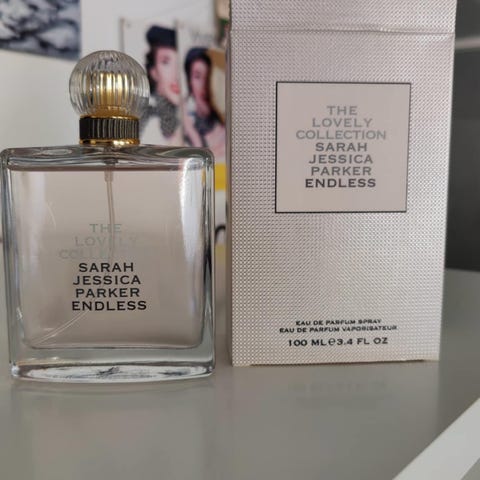 THE
LOVELY
COLLECTION
SARAH
JESSICA
PARKER
ENDLESS
THE
LOVELY
COLLECTION
SARAH
JESSICA
PARKER
ENDLESS
EAU DE PARFUM SPRAY
EAU DE PARFUM VAPORISATEUR
100 ML℮3.4 FL OZ